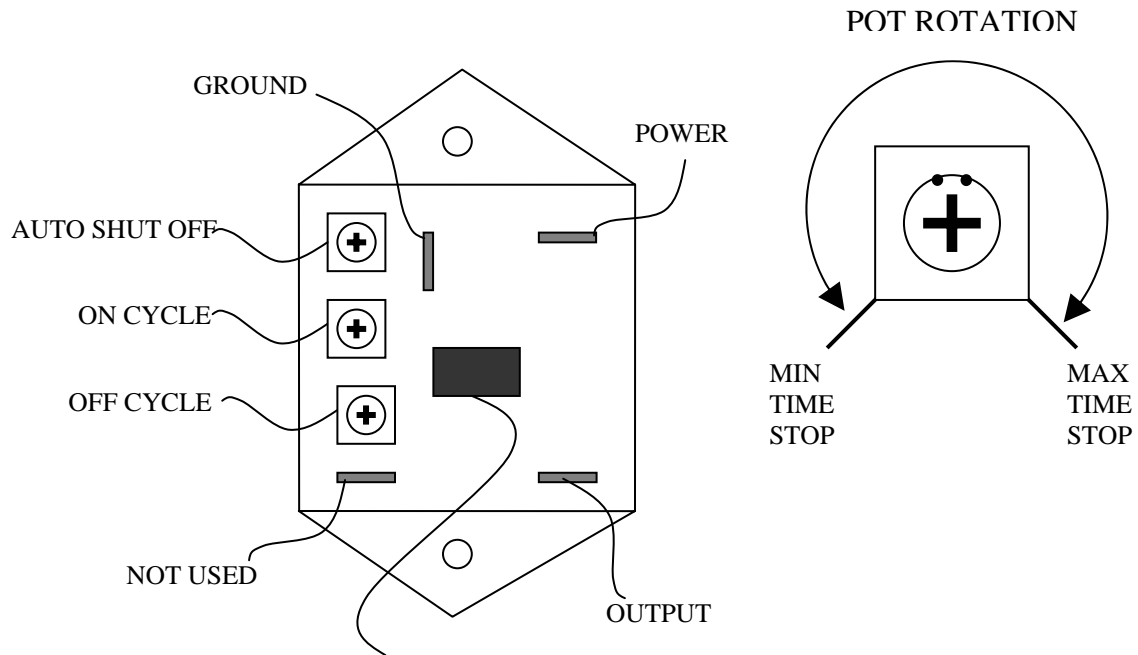 POT ROTATION
GROUND
POWER
AUTO SHUT OFF
ON CYCLE
OFF CYCLE
MIN
TIME
STOP
MAX
TIME
STOP
NOT USED
OUTPUT